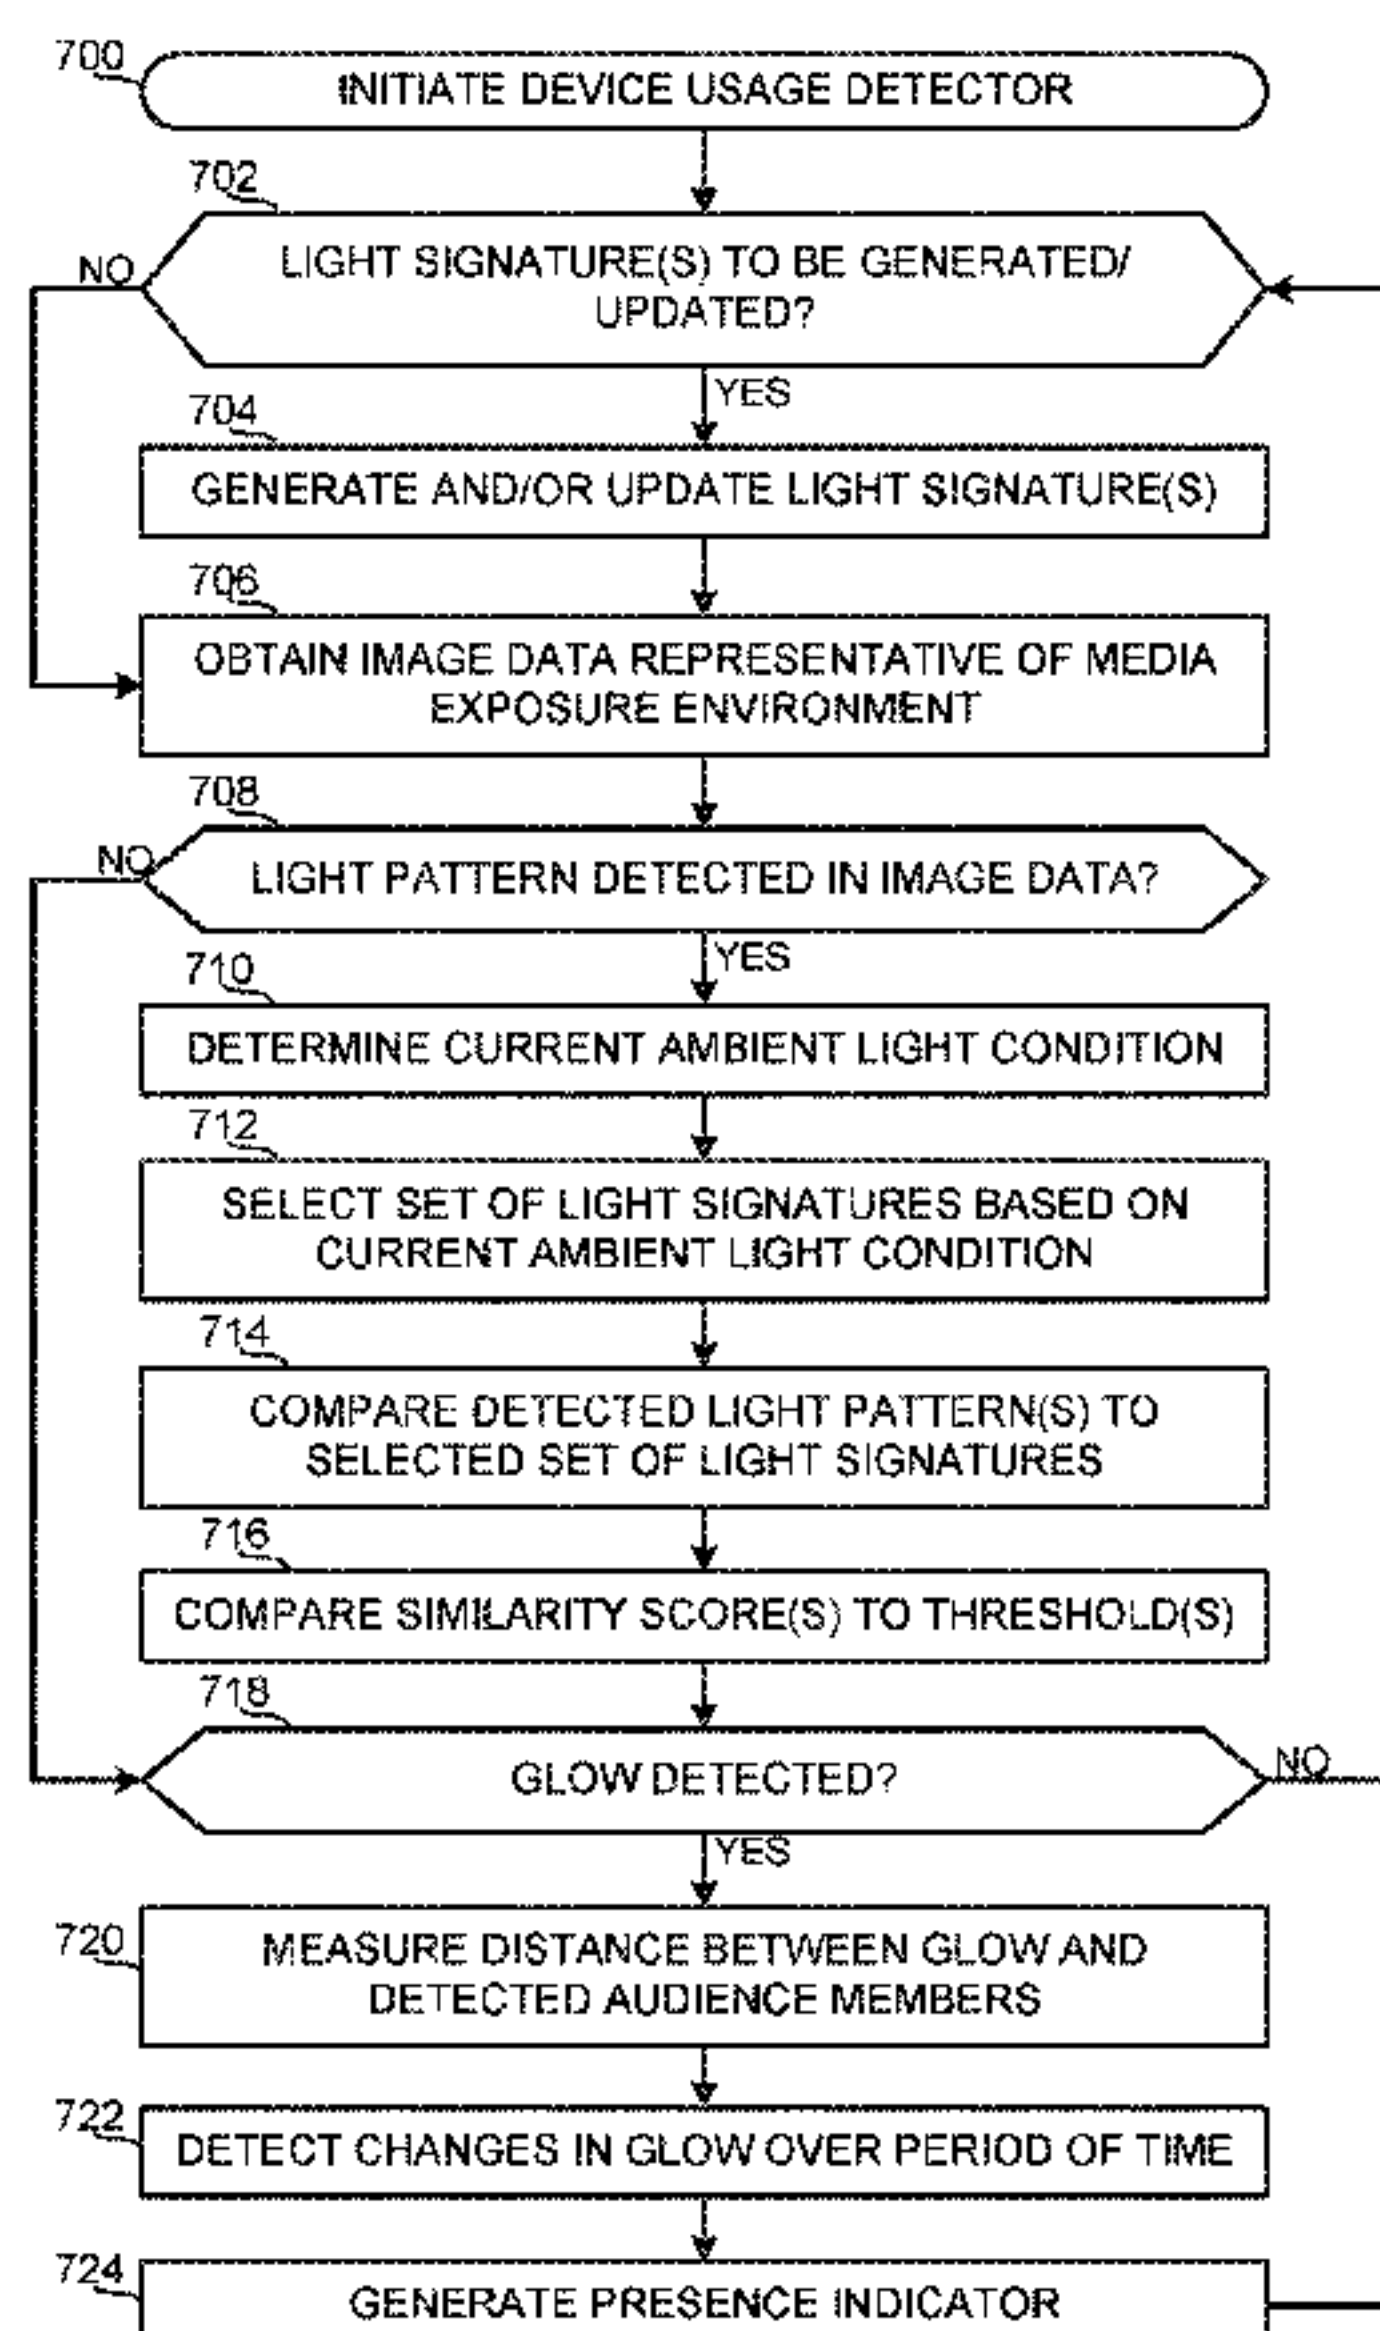 700
INITIATE DEVICE USAGE DETECTOR
702
NO
LIGHT SIGNATURE(S) TO BE GENERATED/
UPDATED?
YES
704
GENERATE AND/OR UPDATE LIGHT SIGNATURE(S)
706
OBTAIN IMAGE DATA REPRESENTATIVE OF MEDIA
EXPOSURE ENVIRONMENT
708
NO
LIGHT PATTERN DETECTED IN IMAGE DATA?
YES
710
DETERMINE CURRENT AMBIENT LIGHT CONDITION
712
SELECT SET OF LIGHT SIGNATURES BASED ON
CURRENT AMBIENT LIGHT CONDITION
714
COMPARE DETECTED LIGHT PATTERN(S) TO
SELECTED SET OF LIGHT SIGNATURES
716
COMPARE SIMILARITY SCORE(S) TO THRESHOLD(S)
718
GLOW DETECTED?
NO
YES
720
MEASURE DISTANCE BETWEEN GLOW AND
DETECTED AUDIENCE MEMBERS
722
DETECT CHANGES IN GLOW OVER PERIOD OF TIME
724
GENERATE PRESENCE INDICATOR